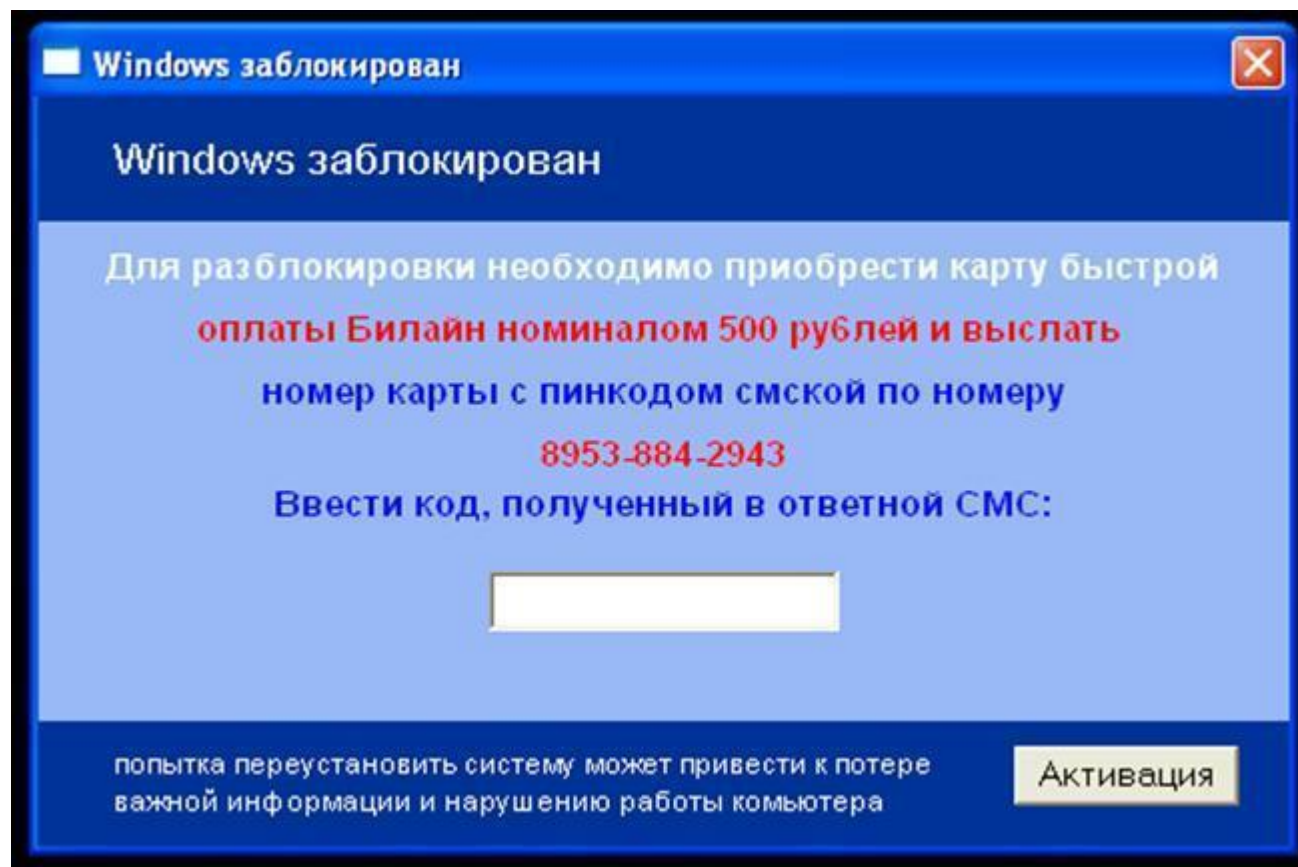 Windows заблокирован
Windows заблокирован
Для разблокировки необходимо приобрести карту быстрой
оплаты Билайн номиналом 500 рублей и выслать
номер карты с пинкодом смской по номеру
8953-884-2943
Ввести код, полученный в ответной СМС:
попытка переустановить систему может привести к потере
важной информации и нарушению работы комьютера
Активация